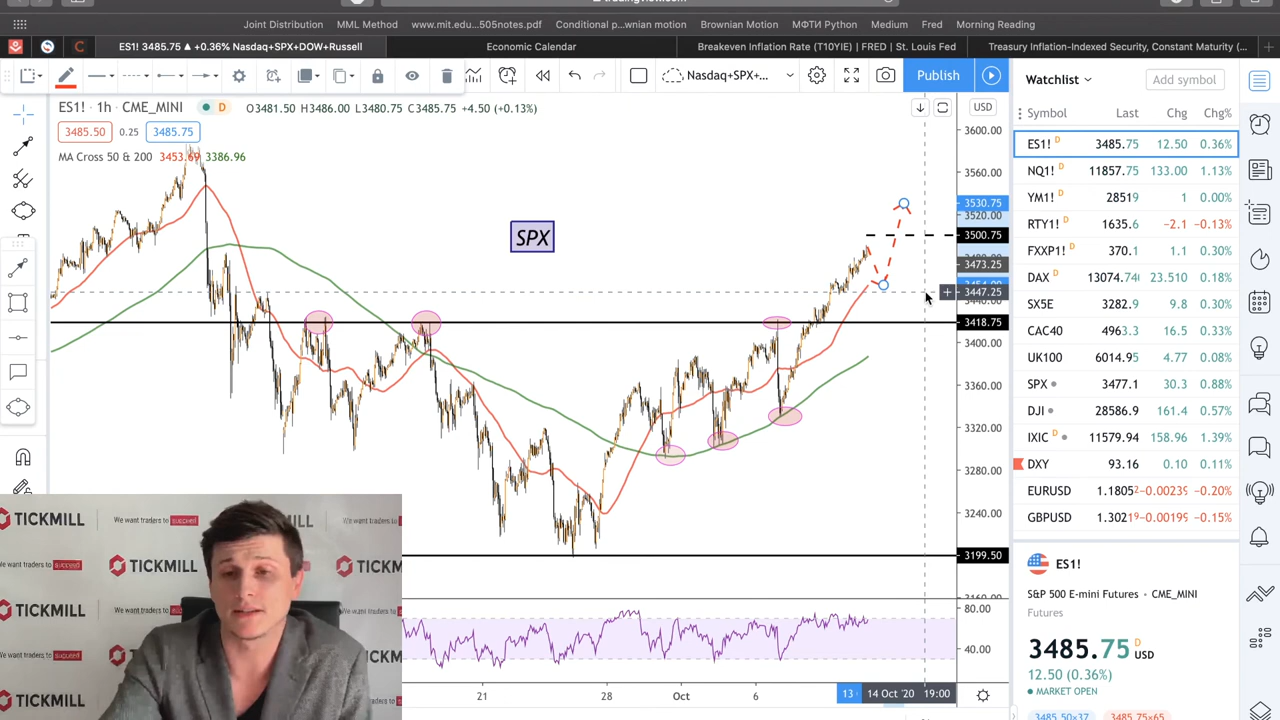 tradingview.com
Joint Distribution
MML Method
www.mit.edu...505notes.pdf
Conditional p...wnian motion
Brownian Motion
МФТИ Python
Medium
Fred
Morning Reading
ES1! 3485.75 ▲ +0.36% Nasdaq+SPX+DOW+Russell
Economic Calendar
Breakeven Inflation Rate (T10YIE) | FRED | St. Louis Fed
Treasury Inflation-Indexed Security, Constant Maturity (...
Nasdaq+SPX+...
Publish
ES1! · 1h · CME_MINI
D
O3481.50 H3486.00 L3480.75 C3485.75 +4.50 (+0.13%)
USD
3485.50
0.25
3485.75
MA Cross 50 & 200
3453.69
3386.96
SPX
3600.00
3560.00
3530.75
3520.00
3500.75
3473.25
3447.25
3418.75
3400.00
3360.00
3320.00
3280.00
3240.00
3199.50
80.00
40.00
21
28
Oct
6
13
14 Oct '20 19:00
Watchlist
Add symbol
Symbol Last Chg Chg%
ES1! D 3485.75 12.50 0.36%
NQ1! D 11857.75 133.00 1.13%
YM1! D 28519 1 0.00%
RTY1! D 1635.6 -2.1 -0.13%
FXXP1! D 370.1 1.1 0.30%
DAX D 13074.746 23.510 0.18%
SX5E 3282.9 9.8 0.30%
CAC40 4963.3 16.5 0.33%
UK100 6014.95 4.77 0.08%
SPX 3477.1 30.3 0.88%
DJI 28586.9 161.4 0.57%
IXIC D 11579.94 158.96 1.39%
DXY 93.16 0.10 0.11%
EURUSD 1.18052 -0.00239 -0.20%
GBPUSD 1.30219 -0.00199 -0.15%
ES1!
S&P 500 E-mini Futures • CME_MINI
Futures
3485.75 D USD
12.50 (0.36%)
MARKET OPEN
3485.50×37
3485.75×65
TICKMILL
We want traders to succeed
TICKMILL